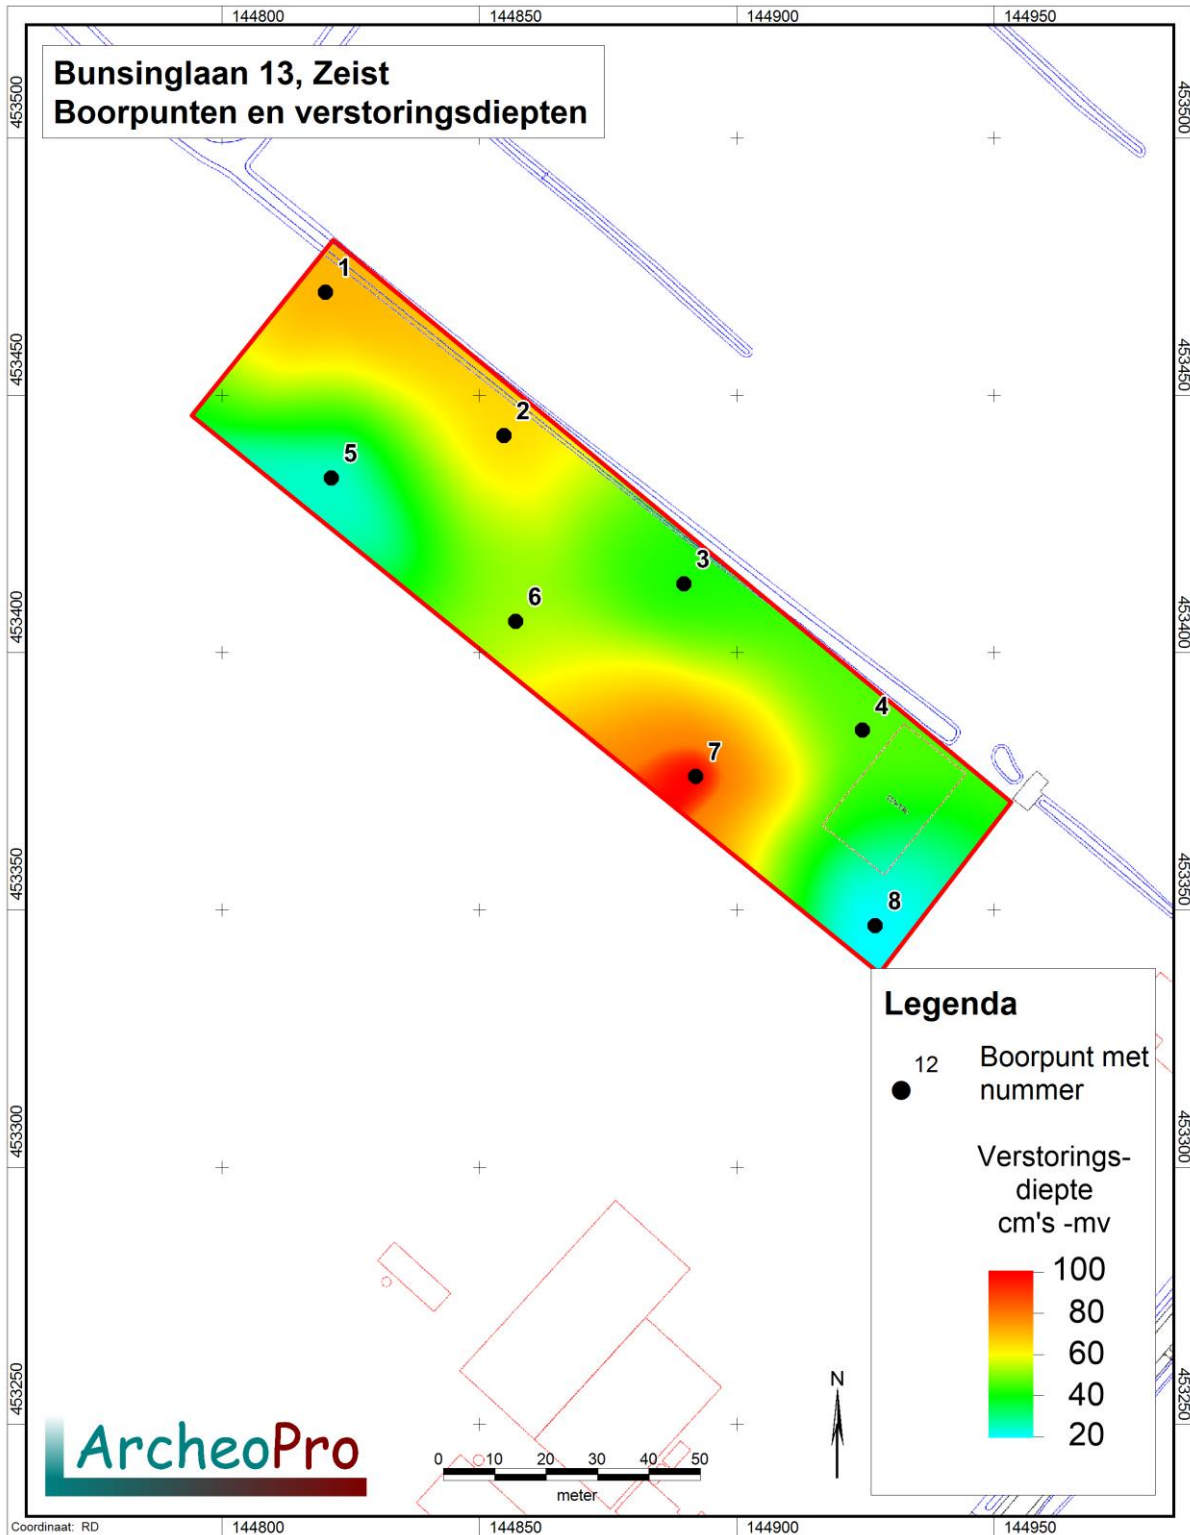 144800 144850 144900 144950
Bunsinglaan 13, Zeist
Boorpunten en verstoringsdiepten
453500 453500
1
453450 453450
2
5
3
6
453400 453400
4
7
453350 453350
8
Legenda
12 Boorpunt met
nummer
453300 453300
Verstorings-
diepte
cm's -mv
100
80
60
40
20
453250 453250
N
ArcheoPro
0 10 20 30 40 50
meter
Coordinaat: RD
144800 144850 144900 144950